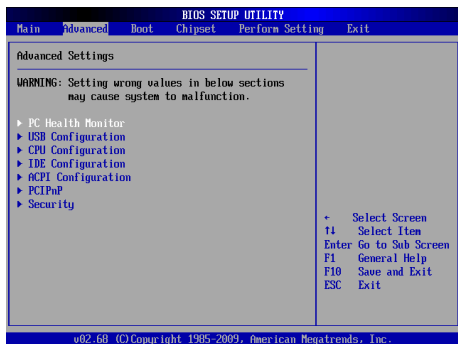 BIOS SETUP UTILITY
Main Advanced Boot Chipset Perform Setting Exit
Advanced Settings
WARNING: Setting wrong values in below sections
may cause system to malfunction.
▶ PC Health Monitor
▶ USB Configuration
▶ CPU Configuration
▶ IDE Configuration
▶ ACPI Configuration
▶ PCIPnP
▶ Security
← Select Screen
↑↓ Select Item
Enter Go to Sub Screen
F1 General Help
F10 Save and Exit
ESC Exit
v02.68 (C)Copyright 1985-2009, American Megatrends, Inc.